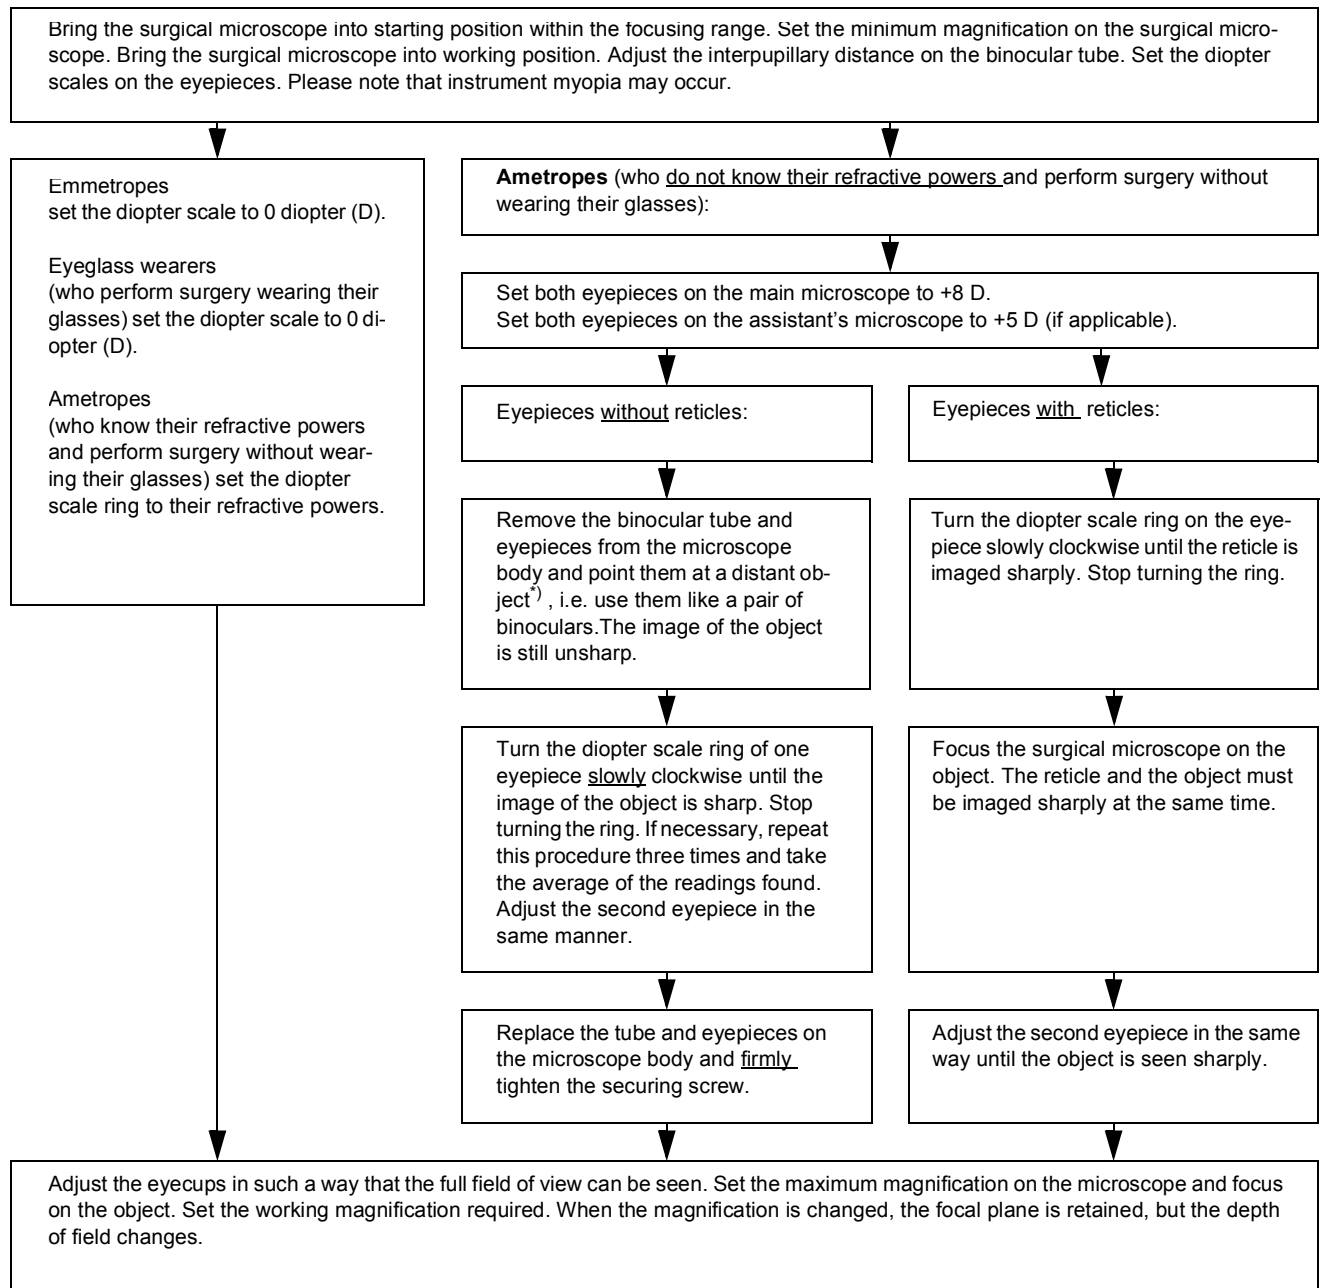 Bring the surgical microscope into starting position within the focusing range. Set the minimum magnification on the surgical micro-
scope. Bring the surgical microscope into working position. Adjust the interpupillary distance on the binocular tube. Set the diopter
scales on the eyepieces. Please note that instrument myopia may occur.
Emmetropes
set the diopter scale to 0 diopter (D).
Eyeglass wearers
(who perform surgery wearing their
glasses) set the diopter scale to 0 di-
opter (D).
Ametropes
(who know their refractive powers
and perform surgery without wear-
ing their glasses) set the diopter
scale ring to their refractive powers.
Ametropes (who do not know their refractive powers and perform surgery without
wearing their glasses):
Set both eyepieces on the main microscope to +8 D.
Set both eyepieces on the assistant's microscope to +5 D (if applicable).
Eyepieces without reticles:
Remove the binocular tube and
eyepieces from the microscope
body and point them at a distant ob-
ject*) , i.e. use them like a pair of
binoculars.The image of the object
is still unsharp.
Turn the diopter scale ring of one
eyepiece slowly clockwise until the
image of the object is sharp. Stop
turning the ring. If necessary, repeat
this procedure three times and take
the average of the readings found.
Adjust the second eyepiece in the
same manner.
Replace the tube and eyepieces on
the microscope body and firmly
tighten the securing screw.
Eyepieces with reticles:
Turn the diopter scale ring on the eye-
piece slowly clockwise until the reticle is
imaged sharply. Stop turning the ring.
Focus the surgical microscope on the
object. The reticle and the object must
be imaged sharply at the same time.
Adjust the second eyepiece in the same
way until the object is seen sharply.
Adjust the eyecups in such a way that the full field of view can be seen. Set the maximum magnification on the microscope and focus
on the object. Set the working magnification required. When the magnification is changed, the focal plane is retained, but the depth
of field changes.